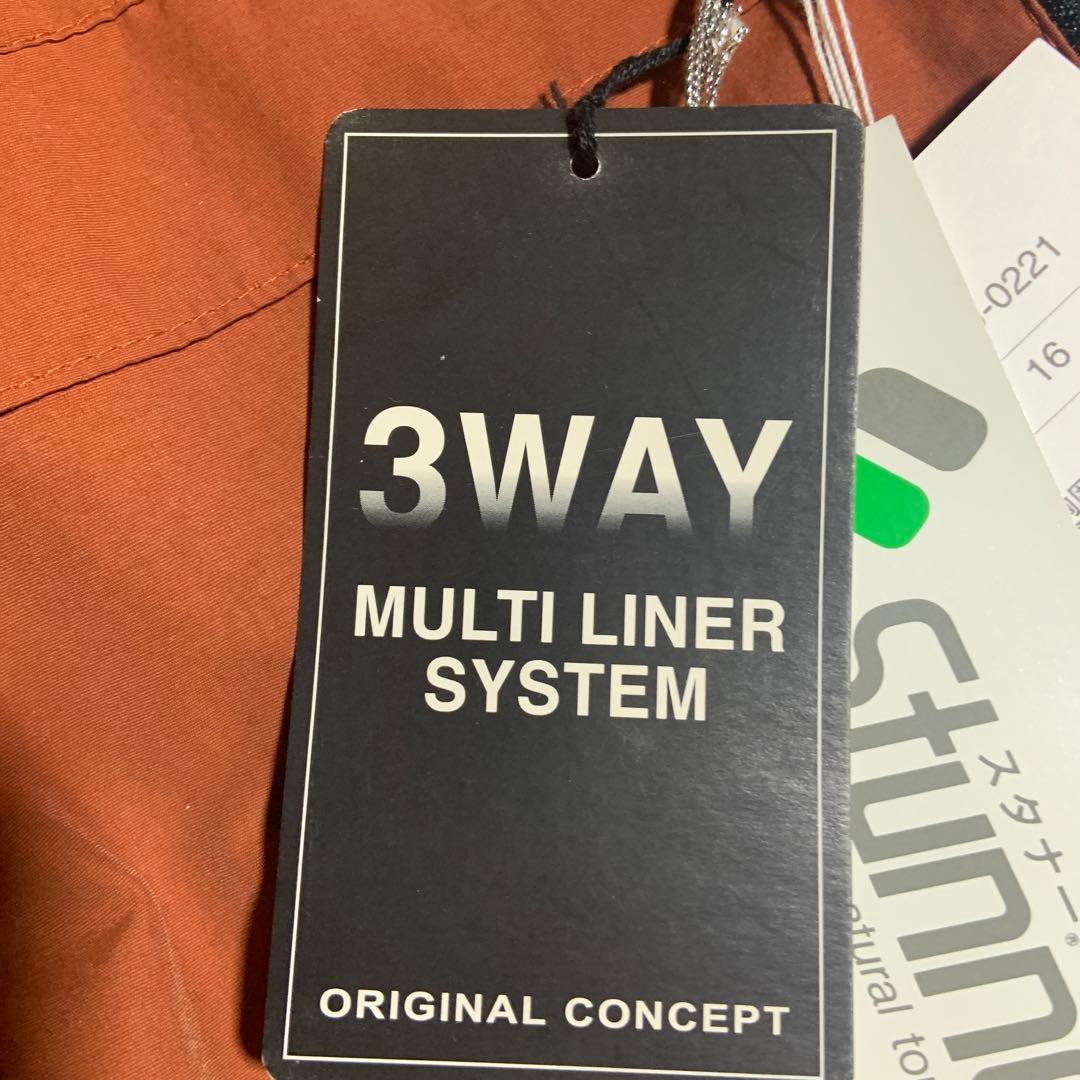 3WAY
MULTI LINER
SYSTEM
ORIGINAL CONCEPT
-0221
16
スタナー®